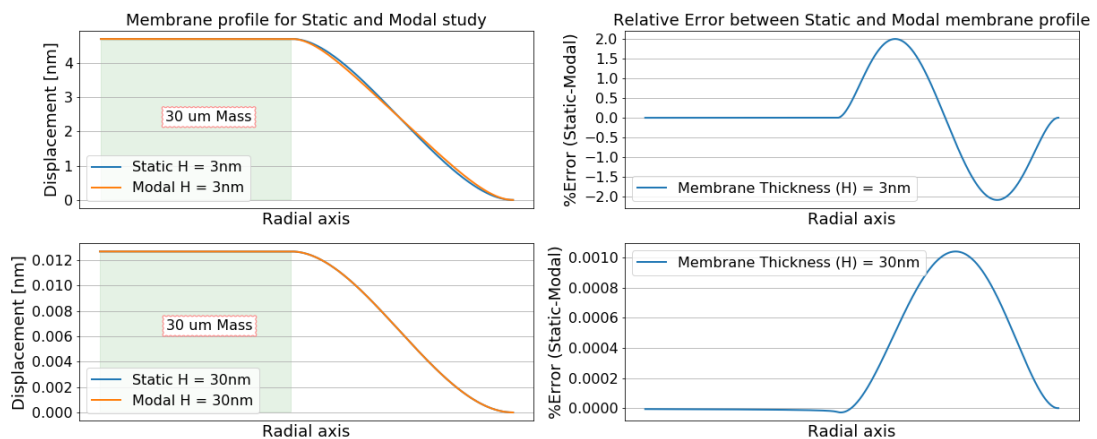 Membrane profile for Static and Modal study
Displacement [nm]
4
3
2
1
0
30 um Mass
Static H = 3nm
Modal H = 3nm
Radial axis
Relative Error between Static and Modal membrane profile
%Error (Static-Modal)
2.0
1.5
1.0
0.5
0.0
−0.5
−1.0
−1.5
−2.0
Membrane Thickness (H) = 3nm
Radial axis
Displacement [nm]
0.012
0.010
0.008
0.006
0.004
0.002
0.000
30 um Mass
Static H = 30nm
Modal H = 30nm
Radial axis
%Error (Static-Modal)
0.0010
0.0008
0.0006
0.0004
0.0002
0.0000
Membrane Thickness (H) = 30nm
Radial axis